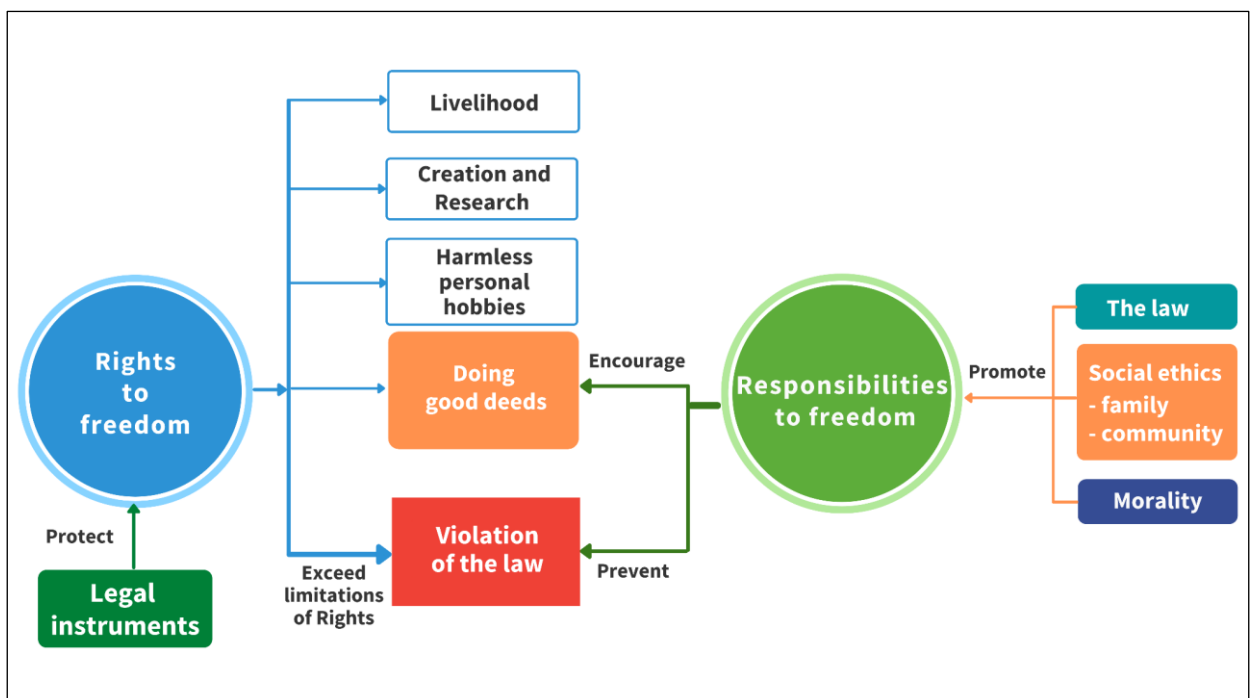 Livelihood
Creation and
Research
Harmless
personal
hobbies
Rights
to
freedom
Doing
good deeds
Encourage
Responsibilities
to freedom
Promote
The law
Social ethics
- family
- community
Morality
Protect
Legal
instruments
Exceed
limitations
of Rights
Violation
of the law
Prevent